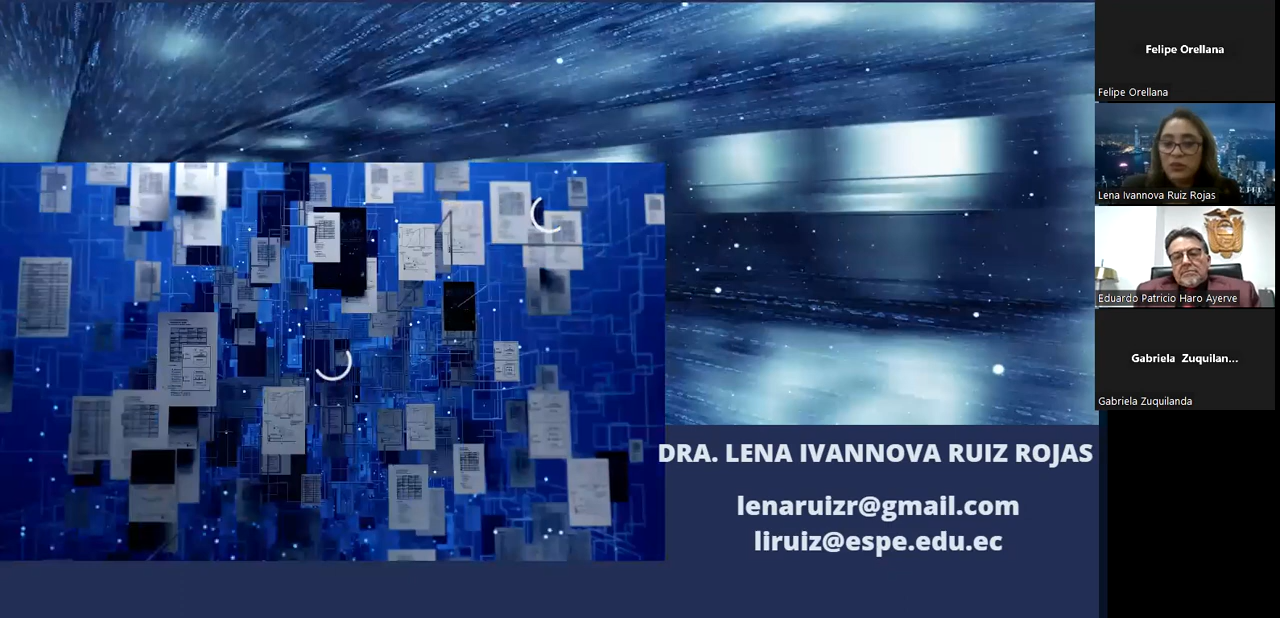 DRA. LENA IVANNOVA RUIZ ROJAS
lenaruizr@gmail.com
liruiz@espe.edu.ec
Felipe Orellana
Felipe Orellana
Lena Ivannova Ruiz Rojas
Eduardo Patricio Haro Ayerve
Gabriela Zuquilan...
Gabriela Zuquilanda